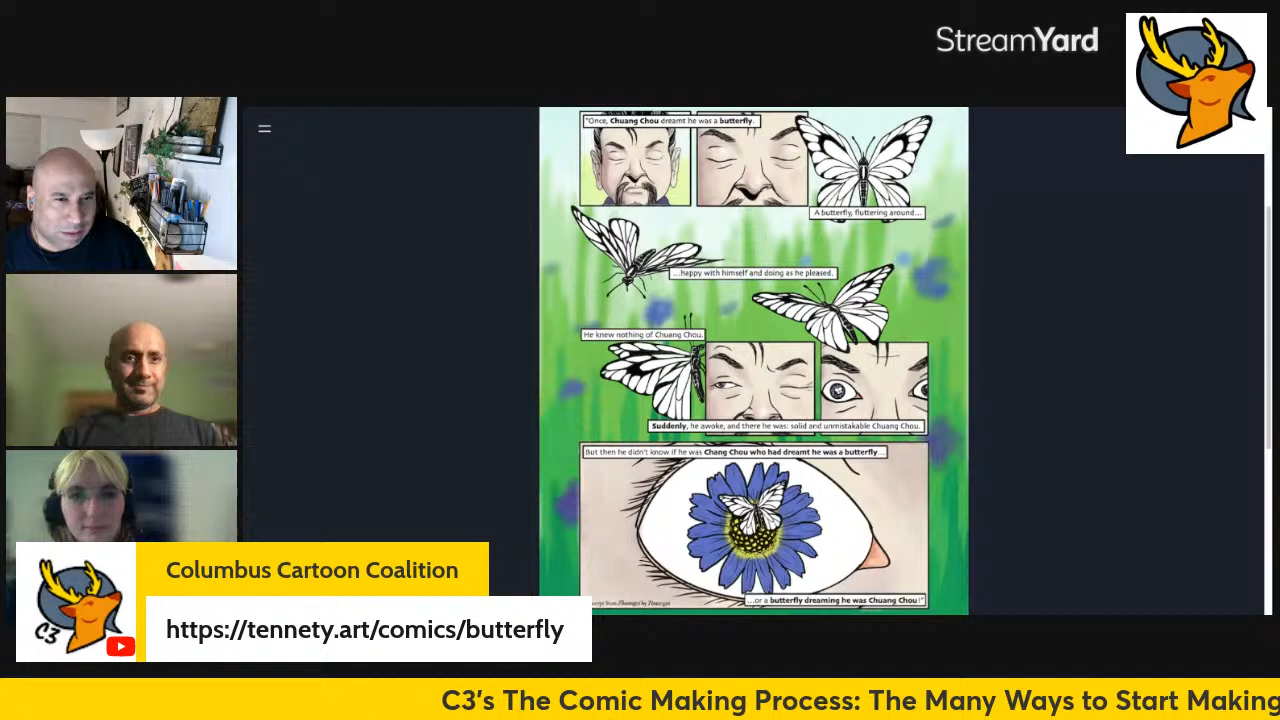 StreamYard
"Once, Chuang Chou dreamt he was a butterfly.
A butterfly, fluttering around...
...happy with himself and doing as he pleased.
He knew nothing of Chuang Chou.
Suddenly, he awoke, and there he was: solid and unmistakable Chuang Chou.
But then he didn't know if he was Chang Chou who had dreamt he was a butterfly...
...or a butterfly dreaming he was Chuang Chou!"
from Zhuangzi by Zhuangzi
C3
Columbus Cartoon Coalition
https://tennety.art/comics/butterfly
C3's The Comic Making Process: The Many Ways to Start Making